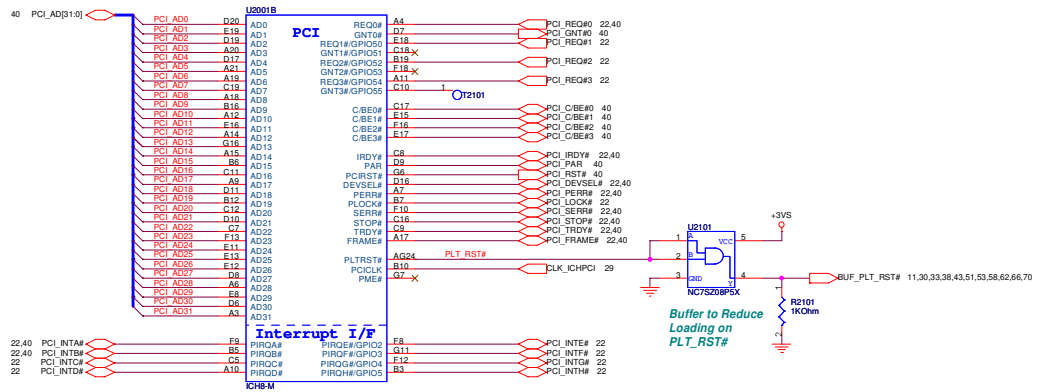 40 PCI_AD[31:0]
U2001B
PCI
PCI_AD0 D20 AD0
PCI_AD1 E19 AD1
PCI_AD2 D19 AD2
PCI_AD3 A20 AD3
PCI_AD4 D17 AD4
PCI_AD5 A21 AD5
PCI_AD6 A19 AD6
PCI_AD7 C19 AD7
PCI_AD8 A18 AD8
PCI_AD9 B16 AD9
PCI_AD10 A12 AD10
PCI_AD11 E16 AD11
PCI_AD12 A14 AD12
PCI_AD13 G16 AD13
PCI_AD14 A15 AD14
PCI_AD15 B6 AD15
PCI_AD16 C11 AD16
PCI_AD17 A9 AD17
PCI_AD18 D11 AD18
PCI_AD19 B12 AD19
PCI_AD20 C12 AD20
PCI_AD21 D10 AD21
PCI_AD22 C7 AD22
PCI_AD23 F13 AD23
PCI_AD24 E11 AD24
PCI_AD25 E13 AD25
PCI_AD26 E12 AD26
PCI_AD27 D8 AD27
PCI_AD28 A6 AD28
PCI_AD29 E8 AD29
PCI_AD30 D6 AD30
PCI_AD31 A3 AD31
REQ0# A4 PCI_REQ#0 22,40
GNT0# D7 PCI_GNT#0 40
REQ1#/GPIO50 E18 PCI_REQ#1 22
GNT1#/GPIO51 C18
REQ2#/GPIO52 B19 PCI_REQ#2 22
GNT2#/GPIO53 F18
REQ3#/GPIO54 A11 PCI_REQ#3 22
GNT3#/GPIO55 C10 1 T2101
C/BE0# C17 PCI_C/BE#0 40
C/BE1# E15 PCI_C/BE#1 40
C/BE2# F16 PCI_C/BE#2 40
C/BE3# E17 PCI_C/BE#3 40
IRDY# C8 PCI_IRDY# 22,40
PAR D9 PCI_PAR 40
PCIRST# G6 PCI_RST# 40
DEVSEL# D16 PCI_DEVSEL# 22,40
PERR# A7 PCI_PERR# 22,40
PLOCK# B7 PCI_LOCK# 22
SERR# F10 PCI_SERR# 22,40
STOP# C16 PCI_STOP# 22,40
TRDY# C9 PCI_TRDY# 22,40
FRAME# A17 PCI_FRAME# 22,40
PLTRST# AG24 PLT_RST#
PCICLK B10 CLK_ICHPCI 29
PME# G7
Interrupt I/F
22,40 PCI_INTA# F9 PIRQA#
22,40 PCI_INTB# B5 PIRQB#
22 PCI_INTC# C5 PIRQC#
22 PCI_INTD# A10 PIRQD#
PIRQE#/GPIO2 F8 PCI_INTE# 22
PIRQF#/GPIO3 G11 PCI_INTF# 22
PIRQG#/GPIO4 F12 PCI_INTG# 22
PIRQH#/GPIO5 B3 PCI_INTH# 22
ICH8-M
U2101
+3VS
1 A VCC 5
2 B
3 GND Y 4
NC7SZ08P5X
BUF_PLT_RST# 11,30,33,38,43,51,53,58,62,66,70
1
R2101
1KOhm
2
Buffer to Reduce
Loading on
PLT_RST#